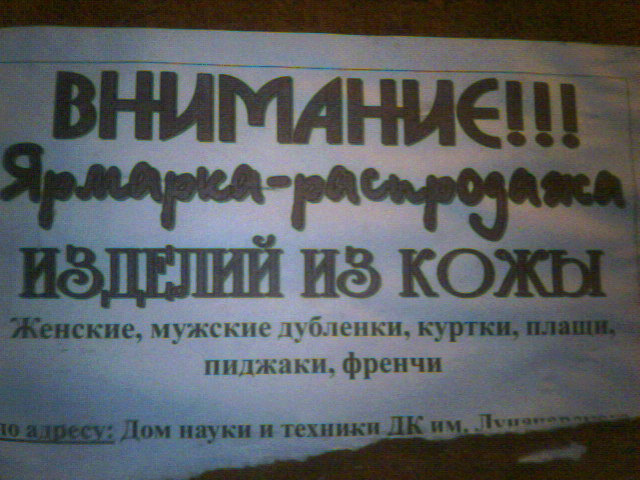 ВНИМАНИЕ!!!
Ярмарка-распродажа
ИЗДЕЛИЙ ИЗ КОЖЫ
Женские, мужские дубленки, куртки, плащи,
пиджаки, френчи
по адресу: Дом науки и техники ДК им.